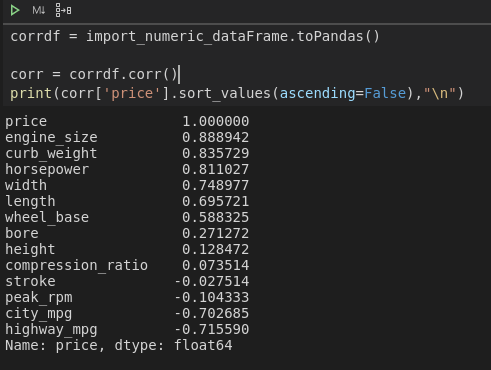 M↓
corrdf = import_numeric_dataFrame.toPandas()
corr = corrdf.corr()
print(corr['price'].sort_values(ascending=False),"\n")
price                1.000000
engine_size          0.888942
curb_weight          0.835729
horsepower           0.811027
width                0.748977
length               0.695721
wheel_base           0.588325
bore                 0.271272
height               0.128472
compression_ratio    0.073514
stroke              -0.027514
peak_rpm            -0.104333
city_mpg            -0.702685
highway_mpg         -0.715590
Name: price, dtype: float64